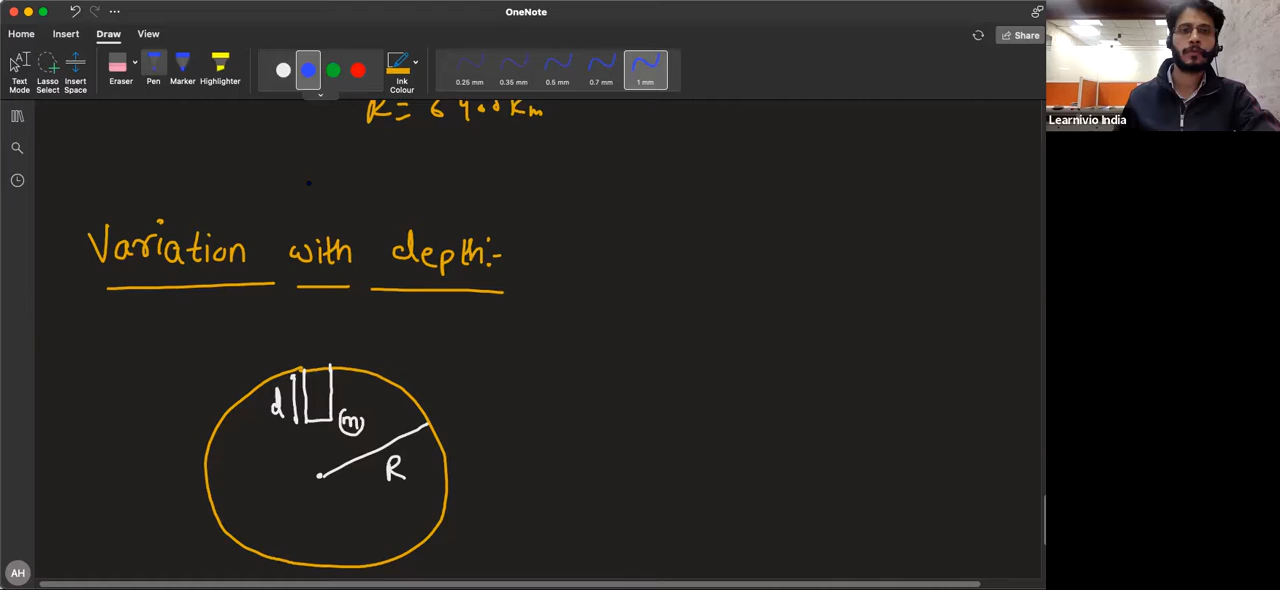 OneNote
Home Insert Draw View
Share
Text Mode
Lasso Select
Insert Space
Eraser
Pen
Marker
Highlighter
Ink Colour
0.25 mm
0.35 mm
0.5 mm
0.7 mm
1 mm
Learnivio India
R = 6400 Km
Variation with depth:-
d
m
R
AH